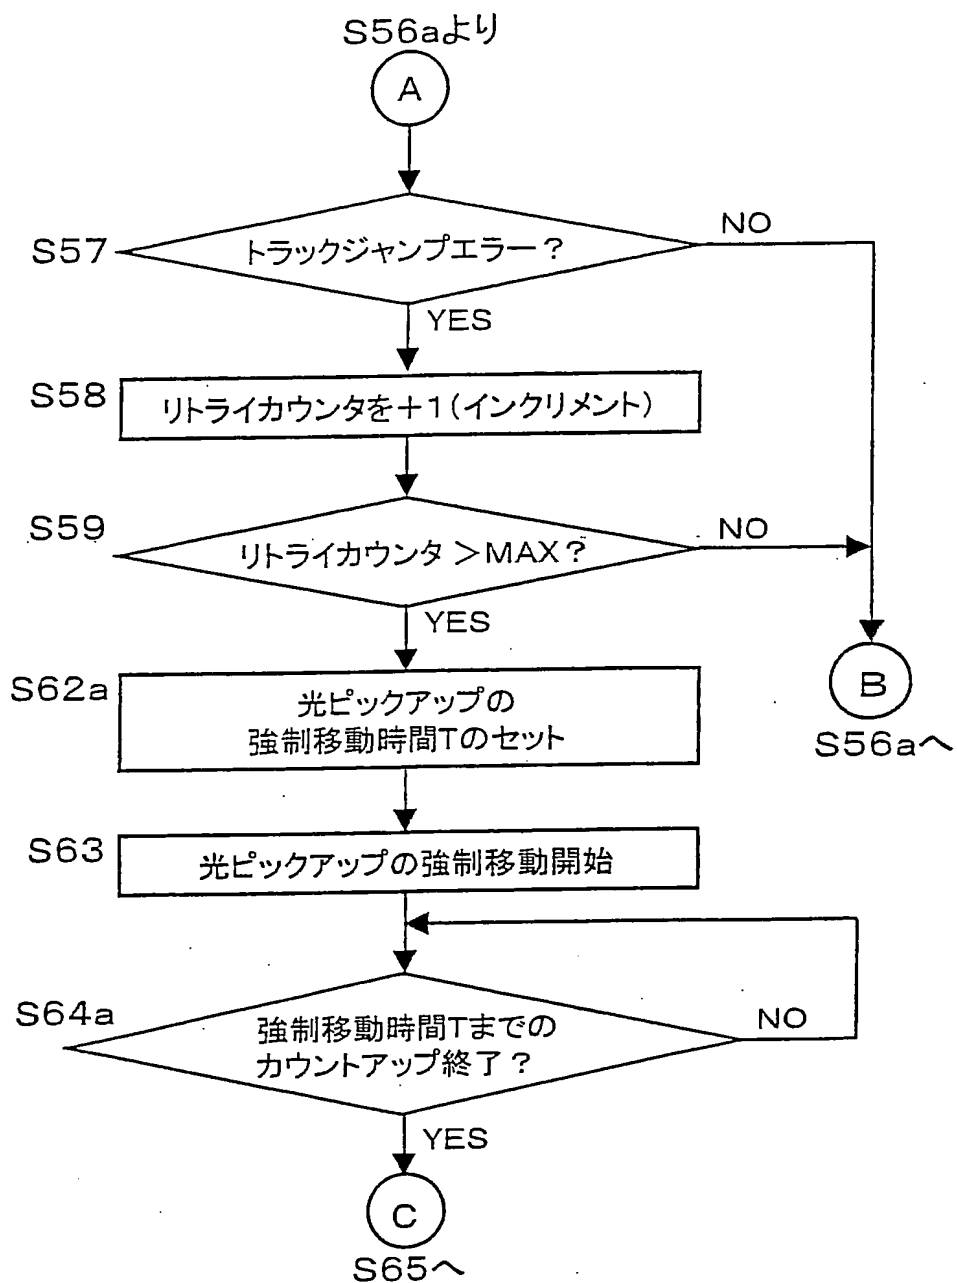 S56aより
A
S57
トラックジャンプエラー?
NO
YES
S58
リトライカウンタを+1(インクリメント)
S59
リトライカウンタ>MAX?
NO
YES
S62a
光ピックアップの
強制移動時間Tのセット
B
S56aへ
S63
光ピックアップの強制移動開始
S64a
強制移動時間Tまでの
カウントアップ終了?
NO
YES
C
S65へ